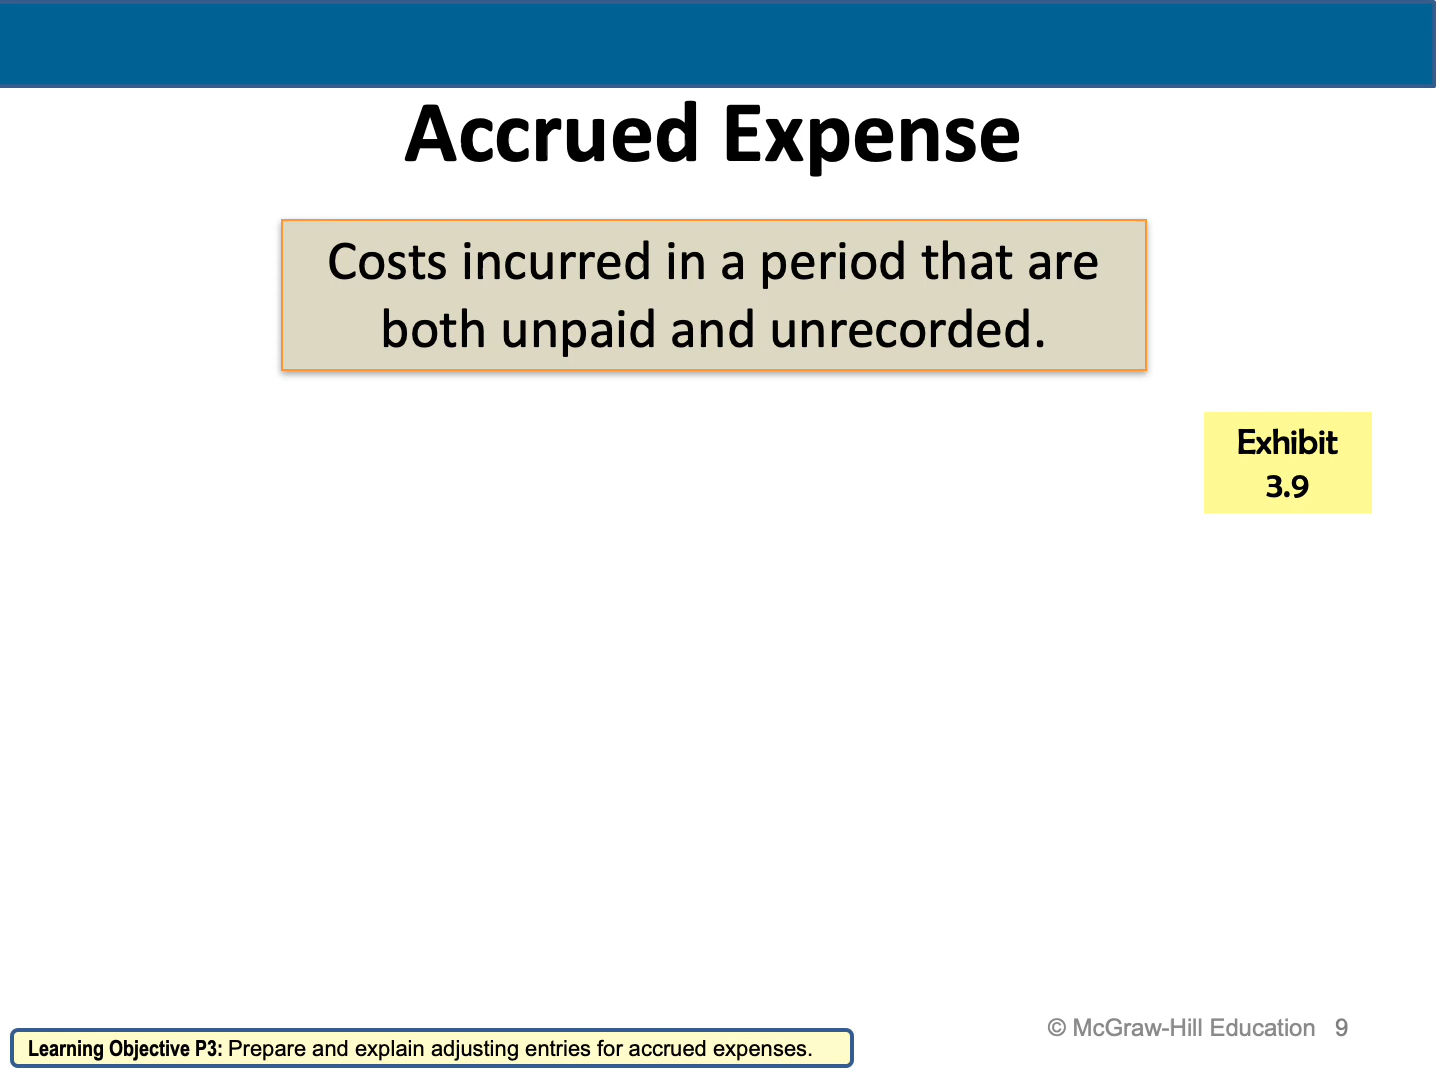 Accrued Expense
Costs incurred in a period that are
both unpaid and unrecorded.
Exhibit
3.9
© McGraw-Hill Education 9
Learning Objective P3: Prepare and explain adjusting entries for accrued expenses.